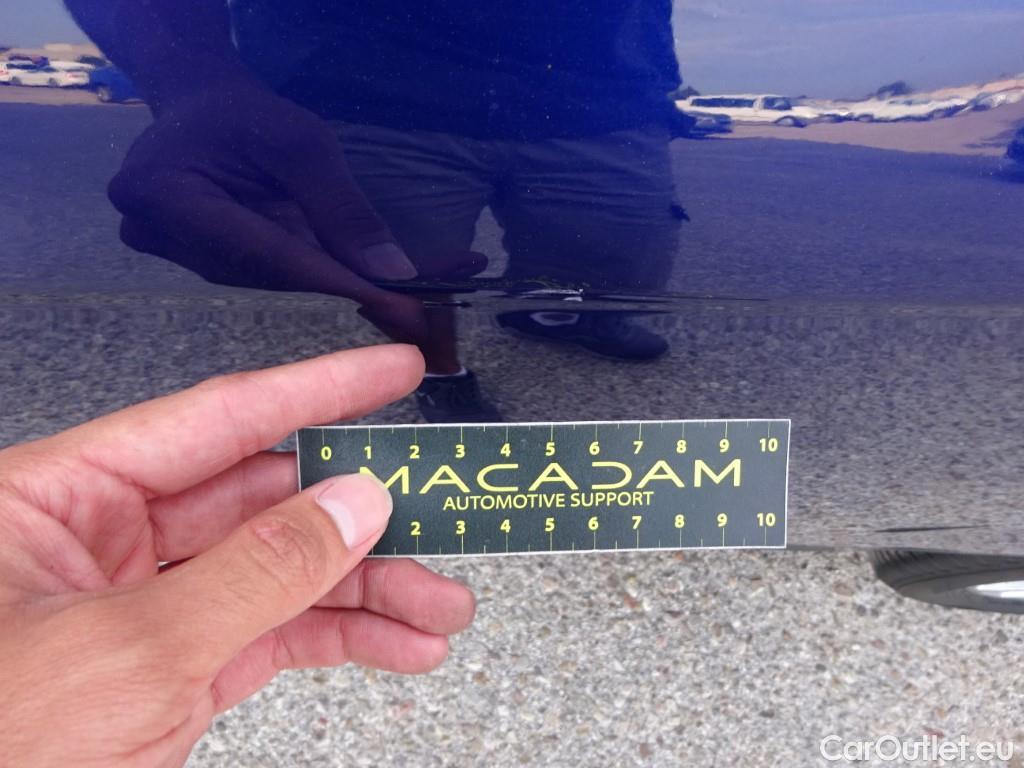 0 1 2 3 4 5 6 7 8 9 10
MACADAM
AUTOMOTIVE SUPPORT
2 3 4 5 6 7 8 9 10
CarOutlet.eu